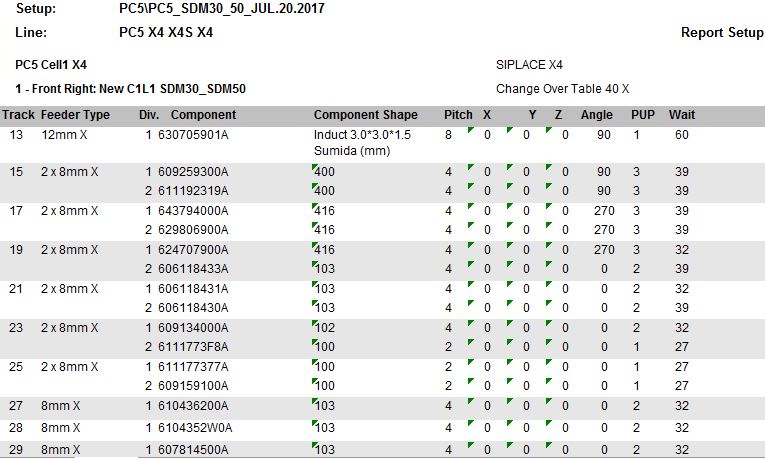 Setup: PC5\PC5_SDM30_50_JUL.20.2017
Line: PC5 X4 X4S X4 Report Setup
PC5 Cell1 X4 SIPLACE X4
1 - Front Right: New C1L1 SDM30_SDM50 Change Over Table 40 X
Track Feeder Type Div. Component Component Shape Pitch X Y Z Angle PUP Wait
13 12mm X 1 630705901A Induct 3.0*3.0*1.5 8 0 0 0 90 1 60
Sumida (mm)
15 2 x 8mm X 1 609259300A 400 4 0 0 0 90 3 39
2 611192319A 400 4 0 0 0 90 3 39
17 2 x 8mm X 1 643794000A 416 4 0 0 0 270 3 39
2 629806900A 416 4 0 0 0 270 3 39
19 2 x 8mm X 1 624707900A 416 4 0 0 0 270 3 32
2 606118433A 103 4 0 0 0 0 2 39
21 2 x 8mm X 1 606118431A 103 4 0 0 0 0 2 32
2 606118430A 103 4 0 0 0 0 2 39
23 2 x 8mm X 1 609134000A 102 4 0 0 0 0 2 32
2 6111773F8A 100 2 0 0 0 0 1 27
25 2 x 8mm X 1 611177377A 100 2 0 0 0 0 1 27
2 609159100A 100 2 0 0 0 0 1 27
27 8mm X 1 610436200A 103 4 0 0 0 0 2 32
28 8mm X 1 6104352W0A 103 4 0 0 0 0 2 32
29 8mm X 1 607814500A 103 4 0 0 0 0 2 32